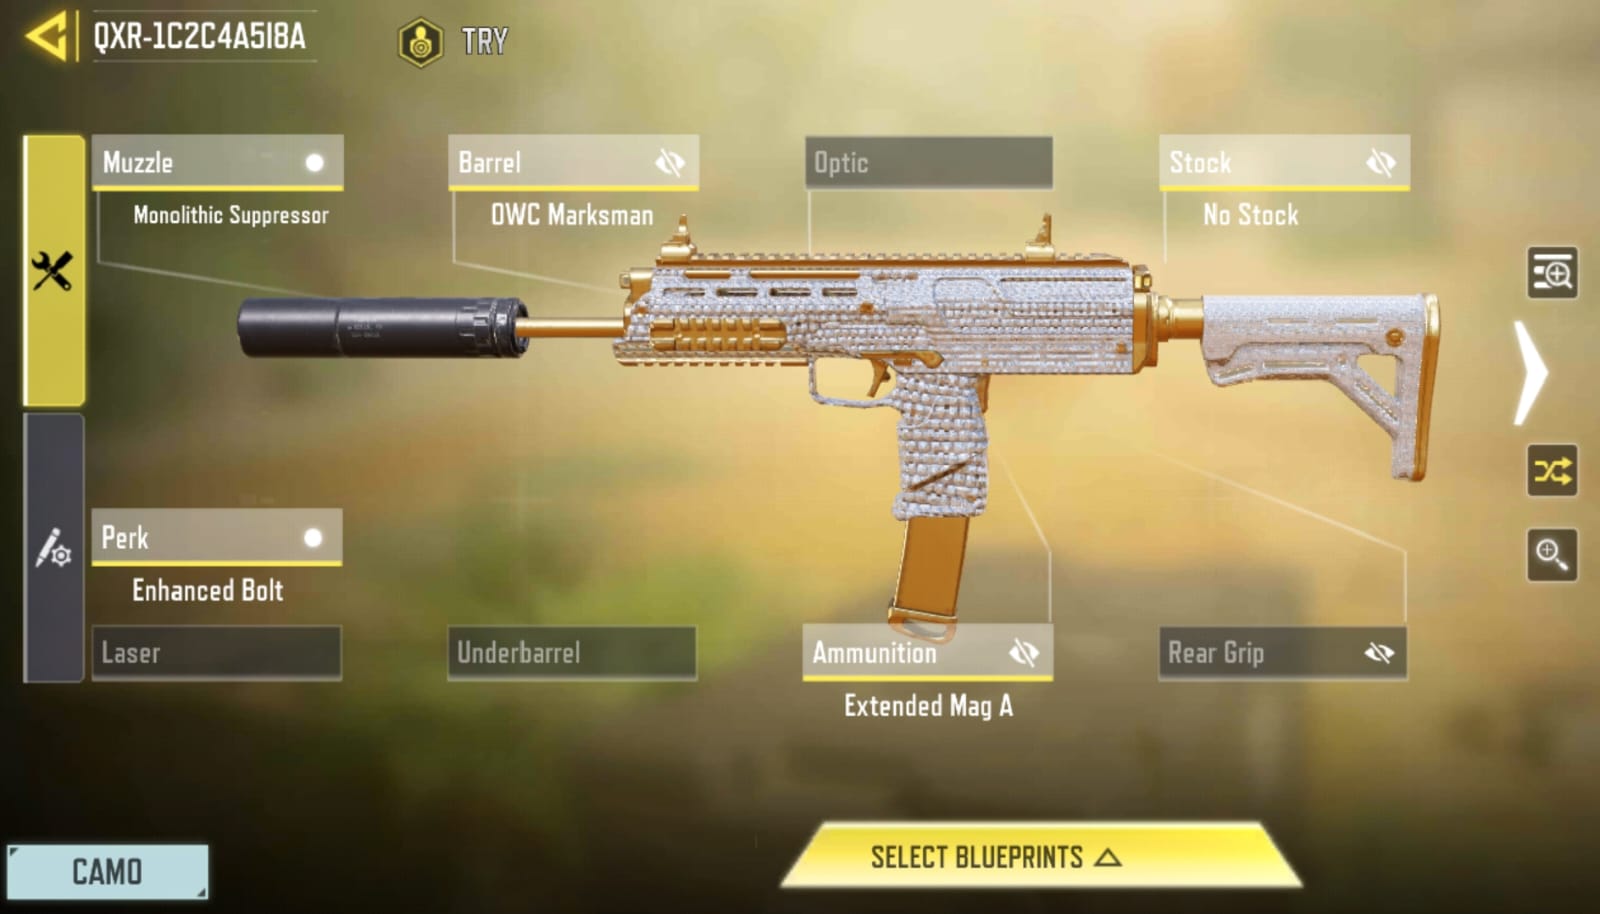 QXR-1C2C4A5I8A
TRY
Muzzle
Monolithic Suppressor
Barrel
OWC Marksman
Optic
Stock
No Stock
Perk
Enhanced Bolt
Laser
Underbarrel
Ammunition
Extended Mag A
Rear Grip
CAMO
SELECT BLUEPRINTS